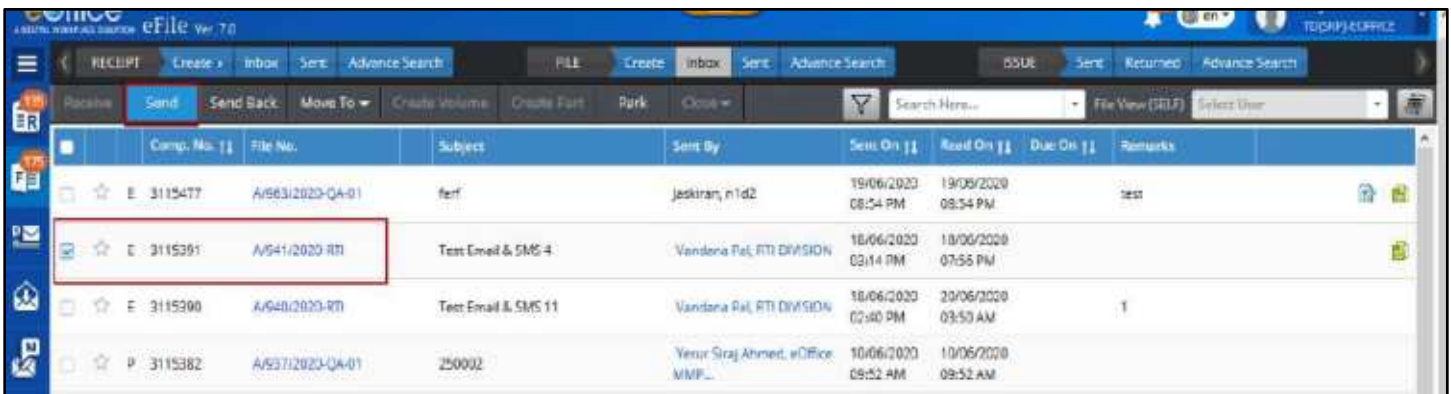 eOffice
eFile Ver 7.0
en
RECEIPT Create Inbox Sent Advance Search FILE Create Inbox Sent Advance Search ISSUE Sent Returned Advance Search
Receive Send Send Back Move To Create Volume Create Part Park Close Search Here... File View (SELF) Select User
Comp. No. File No. Subject Sent By Sent On Read On Due On Remarks
E 3115477 A/963/2020-QA-01 ferf Jaskiran, n1d2 19/06/2020 19/06/2020 test
08:54 PM 08:54 PM
E 3115391 A/941/2020-RTI Test Email & SMS 4 Vandana Pal, RTI DIVISION 18/06/2020 18/06/2020
03:14 PM 07:56 PM
E 3115390 A/940/2020-RTI Test Email & SMS 11 Vandana Pal, RTI DIVISION 18/06/2020 20/06/2020 1
02:40 PM 03:50 AM
P 3115382 A/937/2020-QA-01 250002 Siraj Ahmed, eOffice 10/06/2020 10/06/2020
MMP... 09:52 AM 09:52 AM